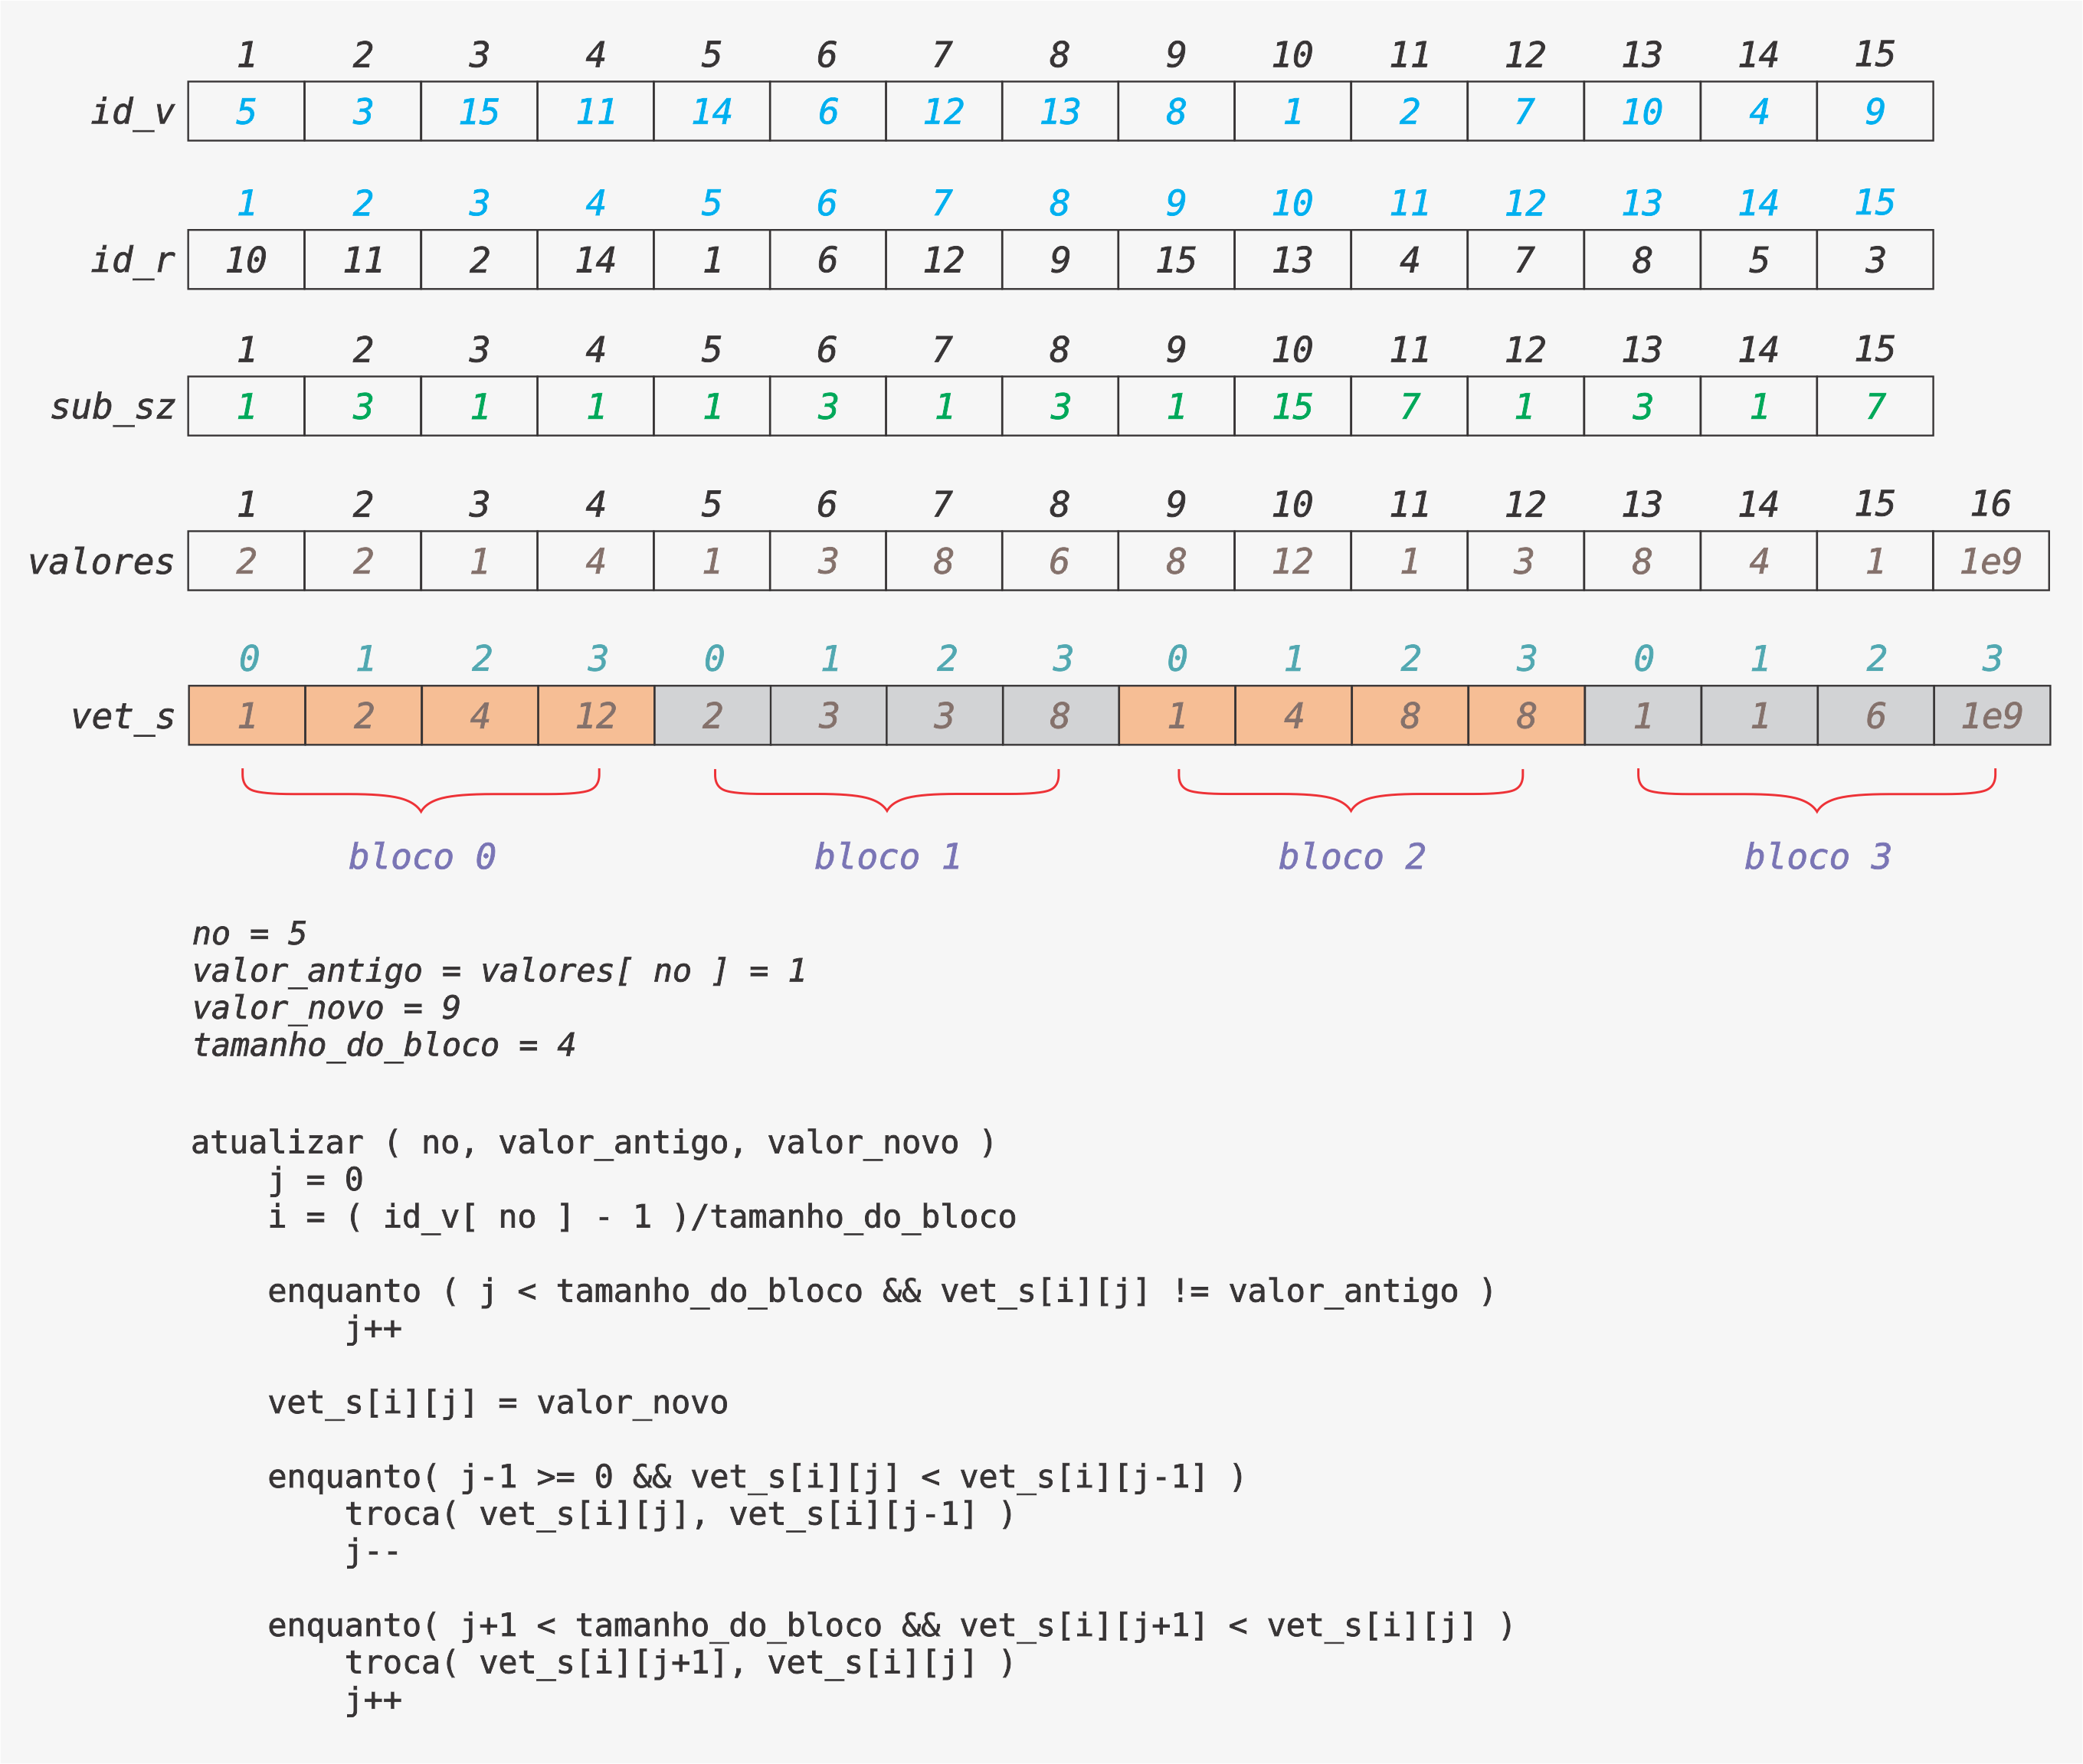 1 2 3 4 5 6 7 8 9 10 11 12 13 14 15
id_v 5 3 15 11 14 6 12 13 8 1 2 7 10 4 9
1 2 3 4 5 6 7 8 9 10 11 12 13 14 15
id_r 10 11 2 14 1 6 12 9 15 13 4 7 8 5 3
1 2 3 4 5 6 7 8 9 10 11 12 13 14 15
sub_sz 1 3 1 1 1 3 1 3 1 15 7 1 3 1 7
1 2 3 4 5 6 7 8 9 10 11 12 13 14 15 16
valores 2 2 1 4 1 3 8 6 8 12 1 3 8 4 1 1e9
0 1 2 3 0 1 2 3 0 1 2 3 0 1 2 3
vet_s 1 2 4 12 2 3 3 8 1 4 8 8 1 1 6 1e9
bloco 0 bloco 1 bloco 2 bloco 3
no = 5
valor_antigo = valores[ no ] = 1
valor_novo = 9
tamanho_do_bloco = 4
atualizar ( no, valor_antigo, valor_novo )
j = 0
i = ( id_v[ no ] - 1 )/tamanho_do_bloco
enquanto ( j < tamanho_do_bloco && vet_s[i][j] != valor_antigo )
j++
vet_s[i][j] = valor_novo
enquanto( j-1 >= 0 && vet_s[i][j] < vet_s[i][j-1] )
troca( vet_s[i][j], vet_s[i][j-1] )
j--
enquanto( j+1 < tamanho_do_bloco && vet_s[i][j+1] < vet_s[i][j] )
troca( vet_s[i][j+1], vet_s[i][j] )
j++